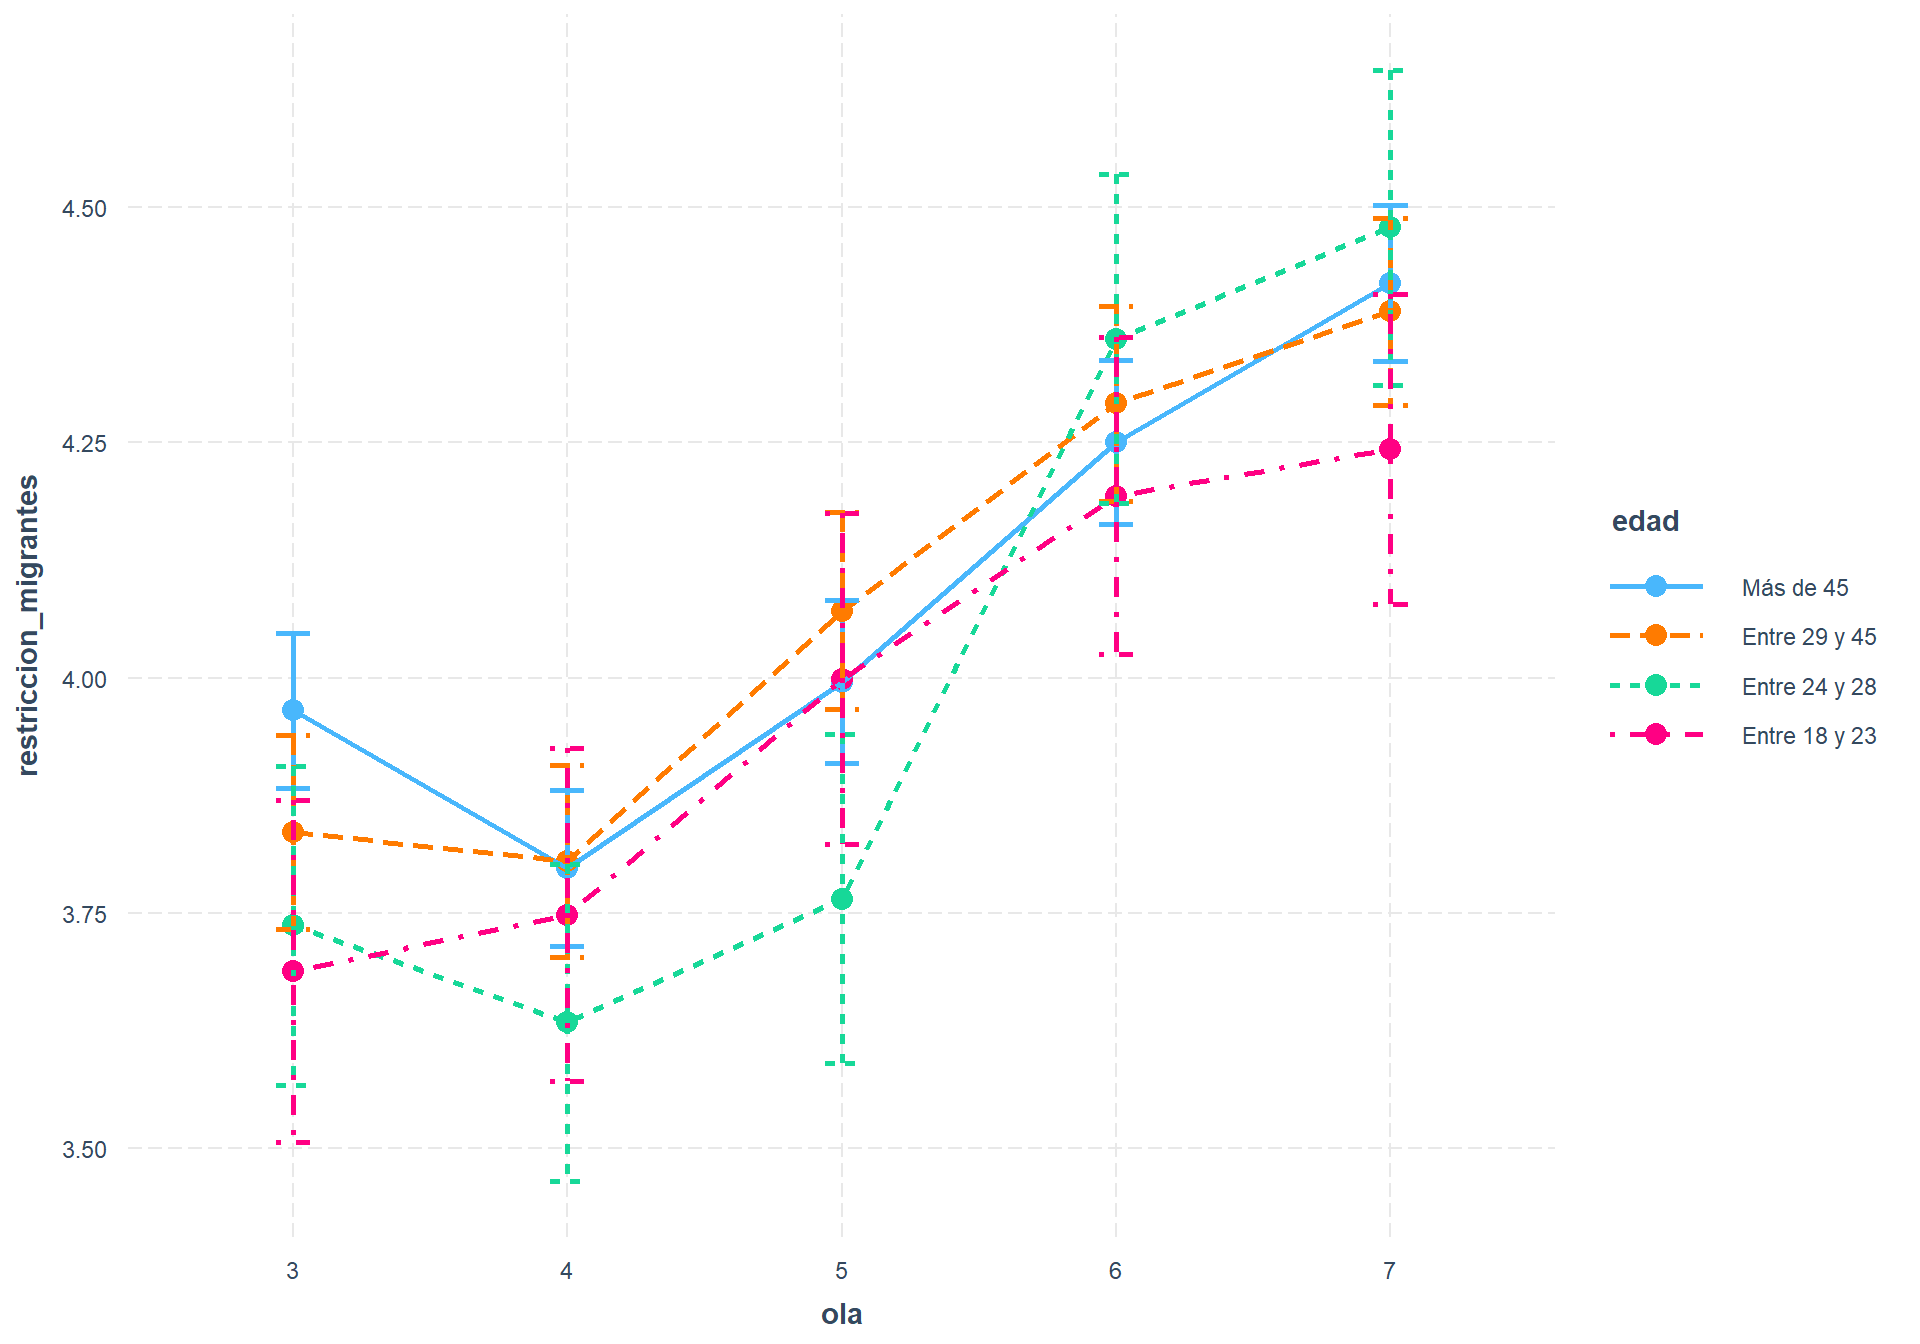 restriccion_migrantes
4.50
4.25
4.00
3.75
3.50
3
4
5
6
7
ola
edad
Más de 45
Entre 29 y 45
Entre 24 y 28
Entre 18 y 23